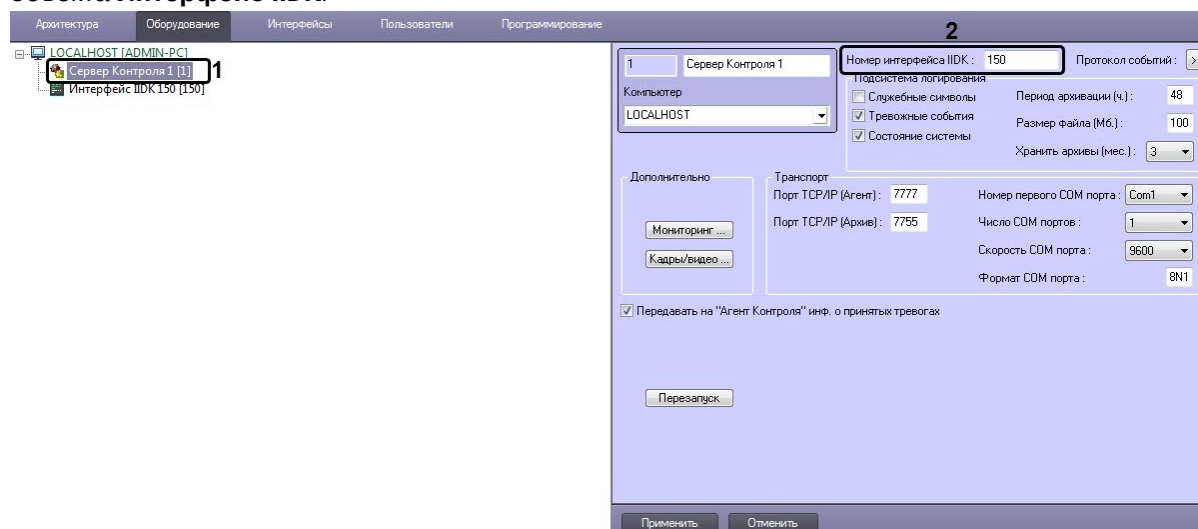 объекта Интерфейс IIDK.
Архитектура Оборудование Интерфейсы Пользователи Программирование
LOCALHOST [ADMIN-PC]
Сервер Контроля 1 [1] 1
Интерфейс IIDK 150 [150]
2
1 Сервер Контроля 1
Компьютер
LOCALHOST
Номер интерфейса IIDK : 150 Протокол событий : >
Подсистема логирования
Служебные символы Период архивации (ч.) : 48
Тревожные события Размер файла (Мб.) : 100
Состояние системы
Хранить архивы (мес.) : 3
Дополнительно
Мониторинг ...
Кадры/видео ...
Транспорт
Порт TCP/IP (Агент) : 7777 Номер первого COM порта : Com1
Порт TCP/IP (Архив) : 7755 Число COM портов : 1
Скорость COM порта : 9600
Формат COM порта : 8N1
Передавать на "Агент Контроля" инф. о принятых тревогах
Перезапуск
Применить Отменить